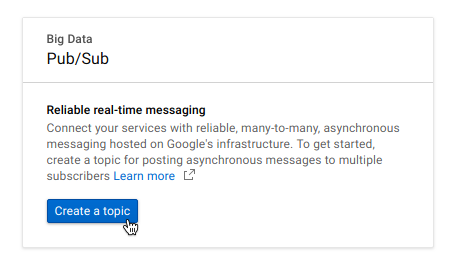 Big Data
Pub/Sub
Reliable real-time messaging
Connect your services with reliable, many-to-many, asynchronous
messaging hosted on Google's infrastructure. To get started,
create a topic for posting asynchronous messages to multiple
subscribers Learn more
Create a topic